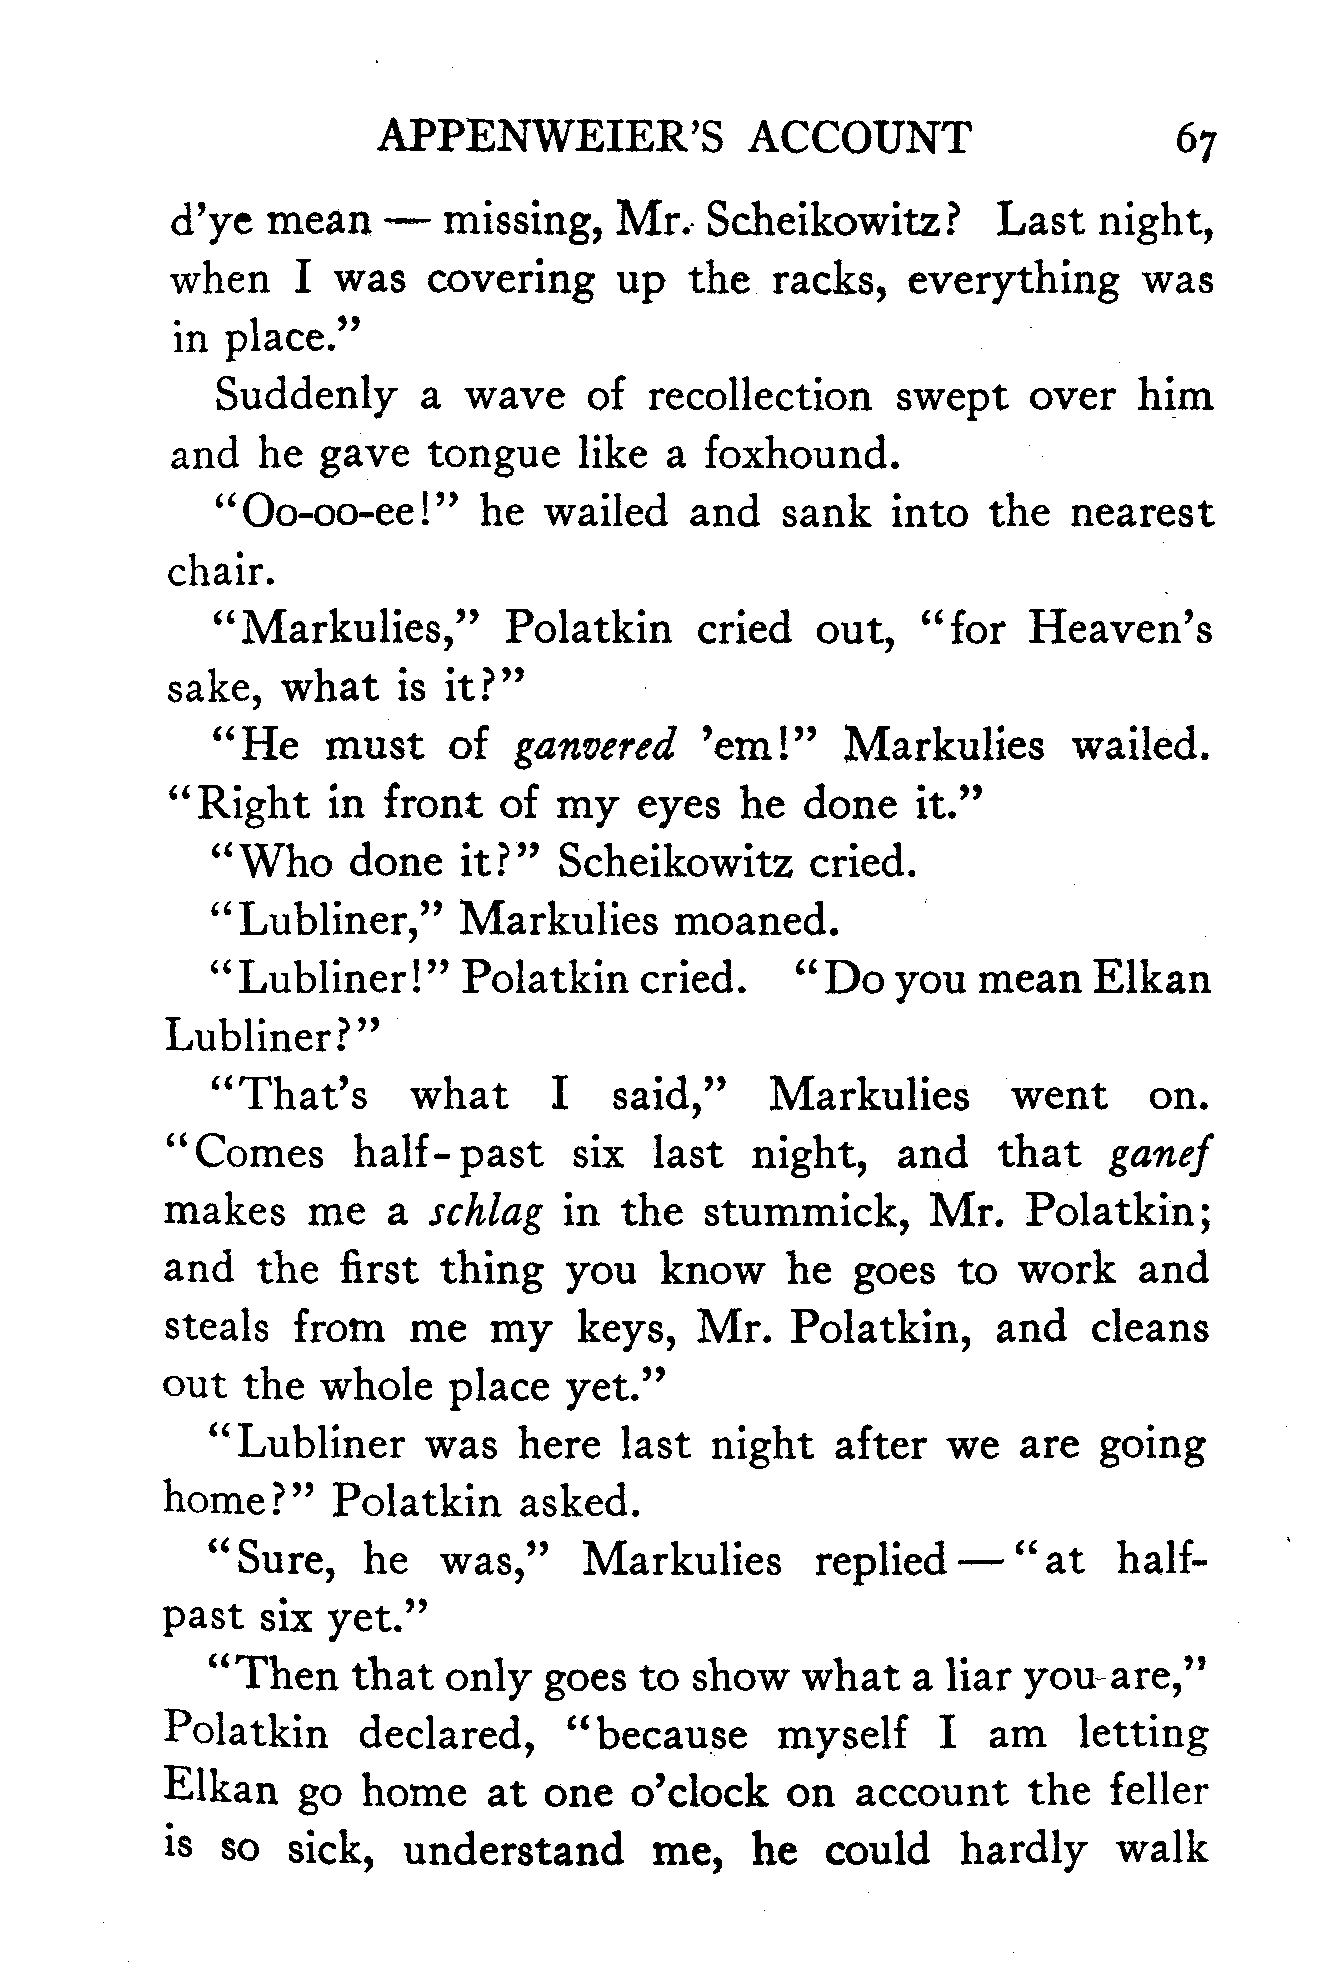 APPENWEIER'S ACCOUNT 67
d'ye mean — missing, Mr. Scheikowitz? Last night,
when I was covering up the racks, everything was
in place."
Suddenly a wave of recollection swept over him
and he gave tongue like a foxhound.
"Oo-oo-ee!" he wailed and sank into the nearest
chair.
"Markulies," Polatkin cried out, "for Heaven's
sake, what is it?"
"He must of ganvered 'em!" Markulies wailed.
"Right in front of my eyes he done it."
"Who done it?" Scheikowitz cried.
"Lubliner," Markulies moaned.
"Lubliner!" Polatkin cried. "Do you mean Elkan
Lubliner?"
"That's what I said," Markulies went on.
"Comes half-past six last night, and that ganef
makes me a schlag in the stummick, Mr. Polatkin;
and the first thing you know he goes to work and
steals from me my keys, Mr. Polatkin, and cleans
out the whole place yet."
"Lubliner was here last night after we are going
home?" Polatkin asked.
"Sure, he was," Markulies replied — "at half-
past six yet."
"Then that only goes to show what a liar you are,"
Polatkin declared, "because myself I am letting
Elkan go home at one o'clock on account the feller
is so sick, understand me, he could hardly walk